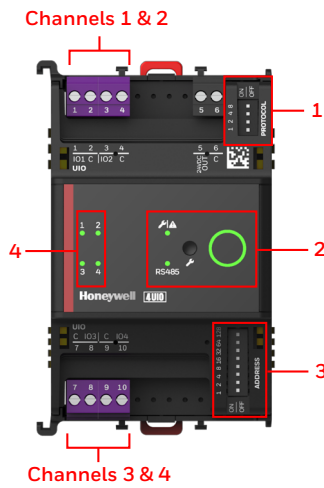 Channels 1 & 2
1 2 3 4
5 6
ON
OFF
1 2 4 8
PROTOCOL
1
1 2 3 4
IO1 C IO2 C
UIO
5 6
24VDC OUT C
1 2
3 4
4
RS485
2
Honeywell 4UIO
UIO
C IO3 C IO4
7 8 9 10
1 2 4 8 16 32 64 128
ADDRESS
ON
OFF
3
7 8 9 10
Channels 3 & 4